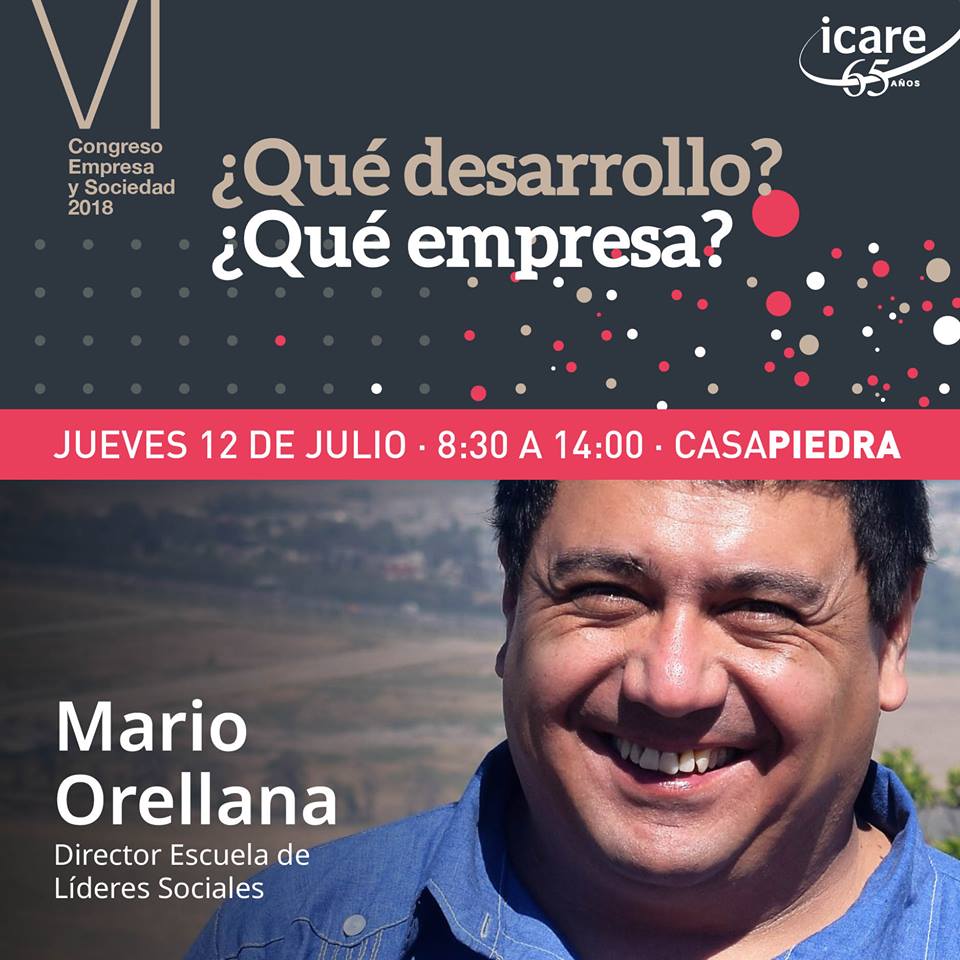 VI
Congreso
Empresa
y Sociedad
2018
icare
65 AÑOS
¿Qué desarrollo?
¿Qué empresa?
JUEVES 12 DE JULIO · 8:30 A 14:00 · CASAPIEDRA
Mario
Orellana
Director Escuela de
Líderes Sociales